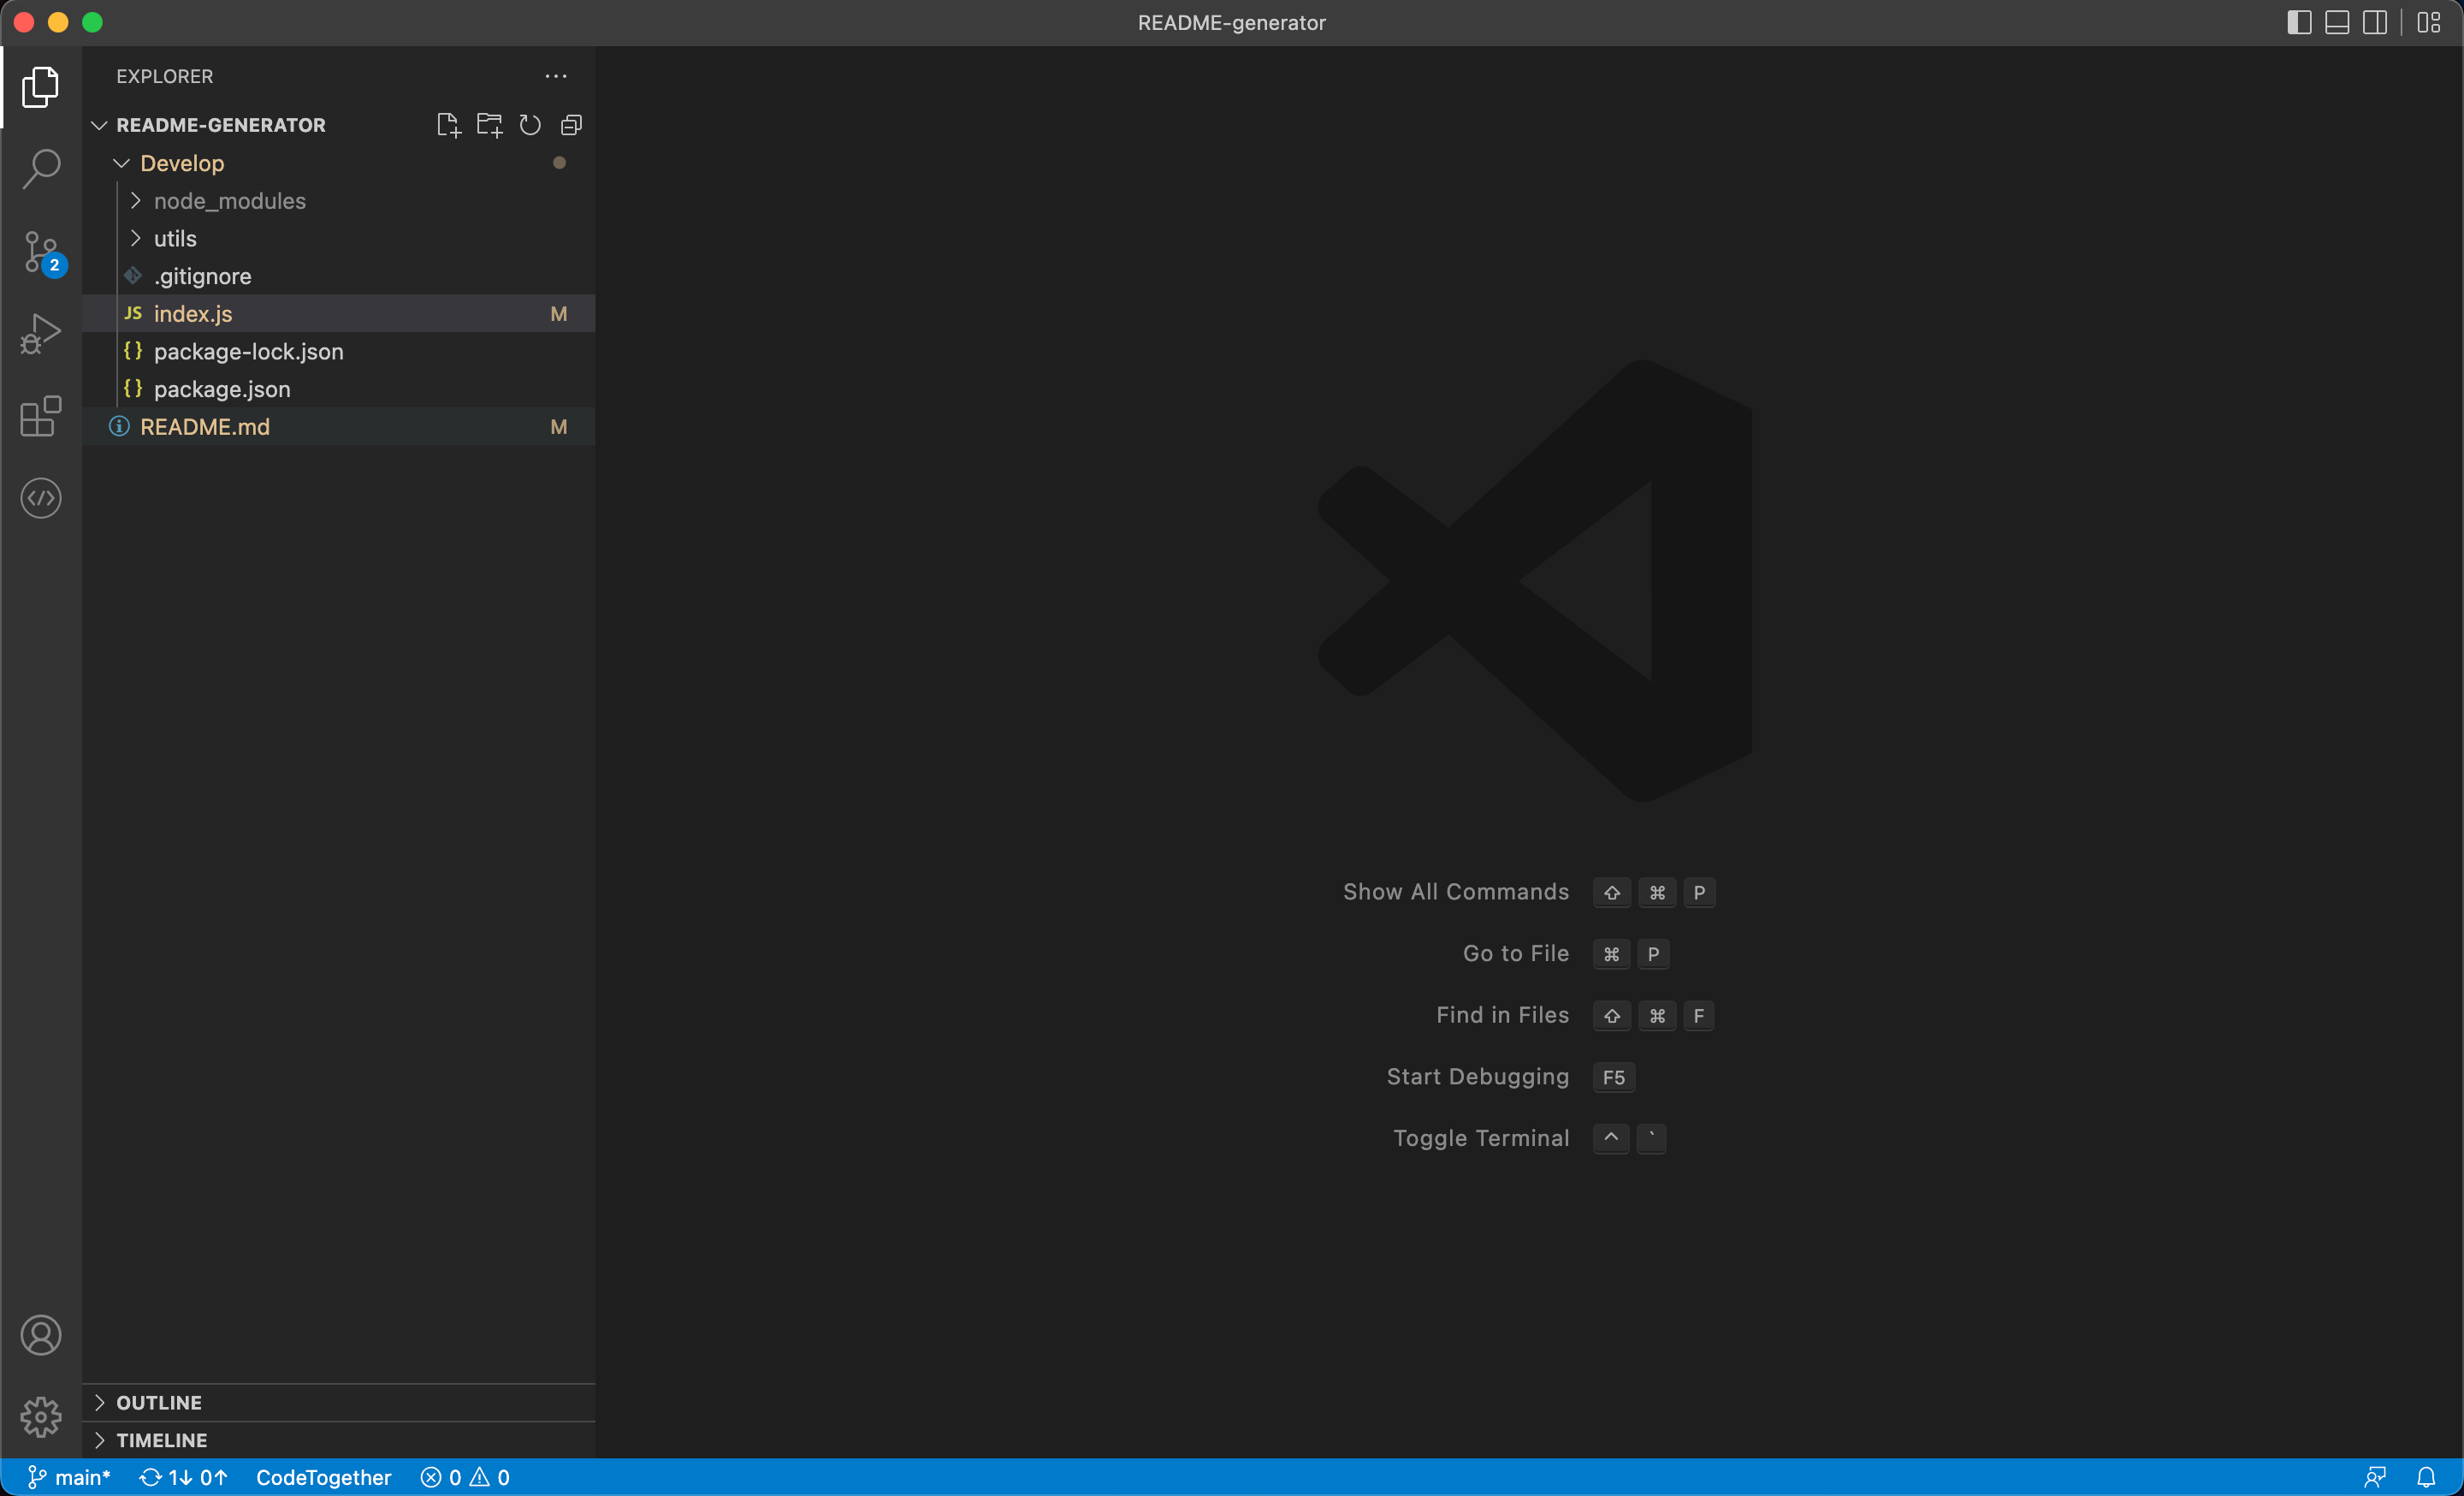 README-generator
EXPLORER
README-GENERATOR
Develop
node_modules
utils
.gitignore
JS index.js M
{} package-lock.json
{} package.json
README.md M
2
Show All Commands ⇧ ⌘ P
Go to File ⌘ P
Find in Files ⇧ ⌘ F
Start Debugging F5
Toggle Terminal ^ `
OUTLINE
TIMELINE
main* 1↓ 0↑ CodeTogether 0 0